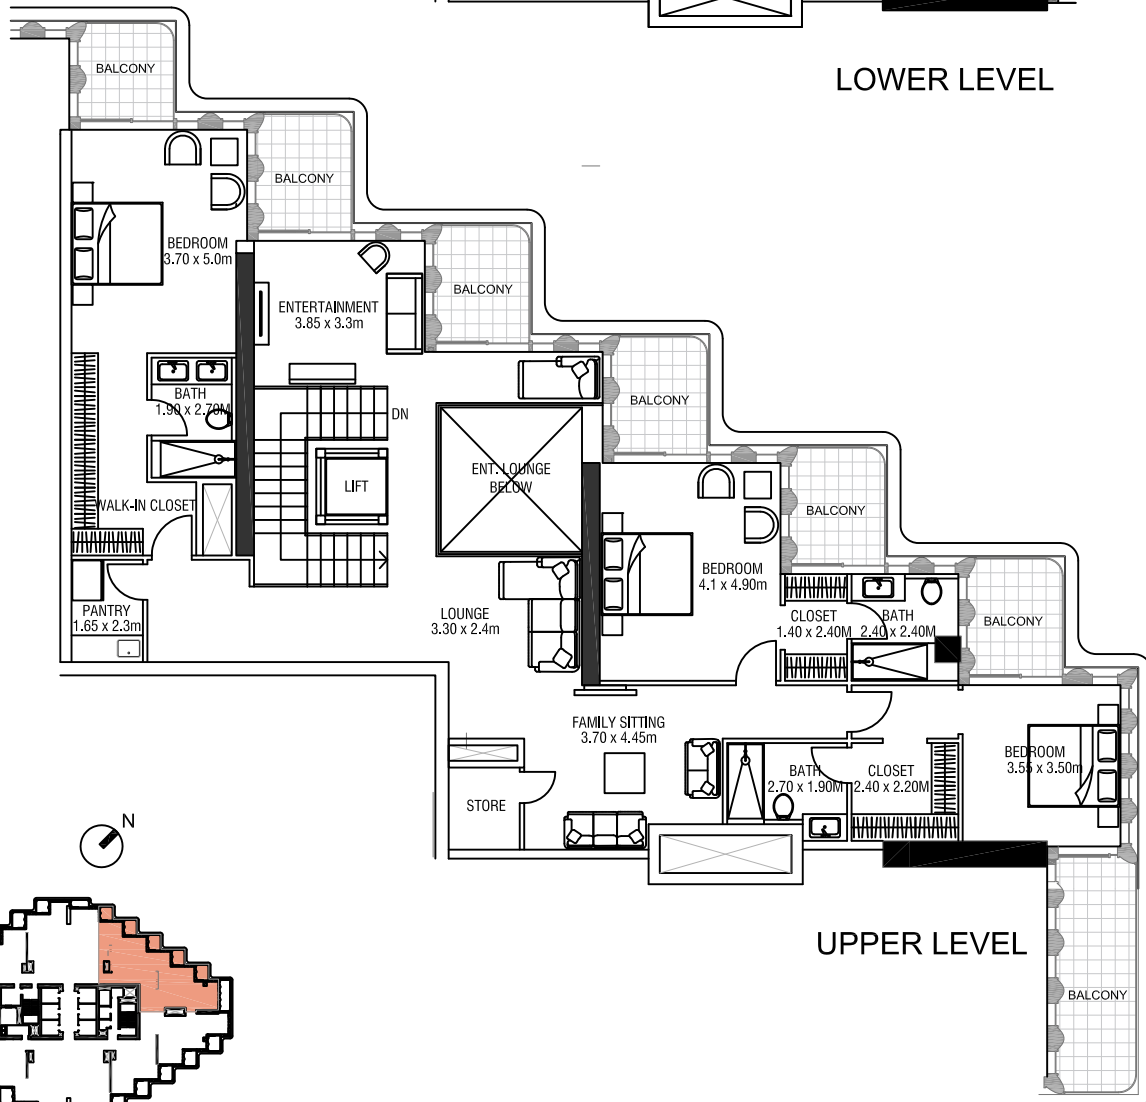 LOWER LEVEL
BALCONY
BALCONY
BEDROOM
3.70 x 5.0m
BALCONY
ENTERTAINMENT
3.85 x 3.3m
BATH
1.90 x 2.70M
BALCONY
DN
ENT. LOUNGE
BELOW
LIFT
WALK-IN CLOSET
BALCONY
BEDROOM
4.1 x 4.90m
PANTRY
1.65 x 2.3m
LOUNGE
3.30 x 2.4m
CLOSET
1.40 x 2.40M
BATH
2.40 x 2.40M
BALCONY
FAMILY SITTING
3.70 x 4.45m
BEDROOM
3.55 x 3.50m
BATH
2.70 x 1.90M
CLOSET
2.40 x 2.20M
STORE
N
UPPER LEVEL
BALCONY